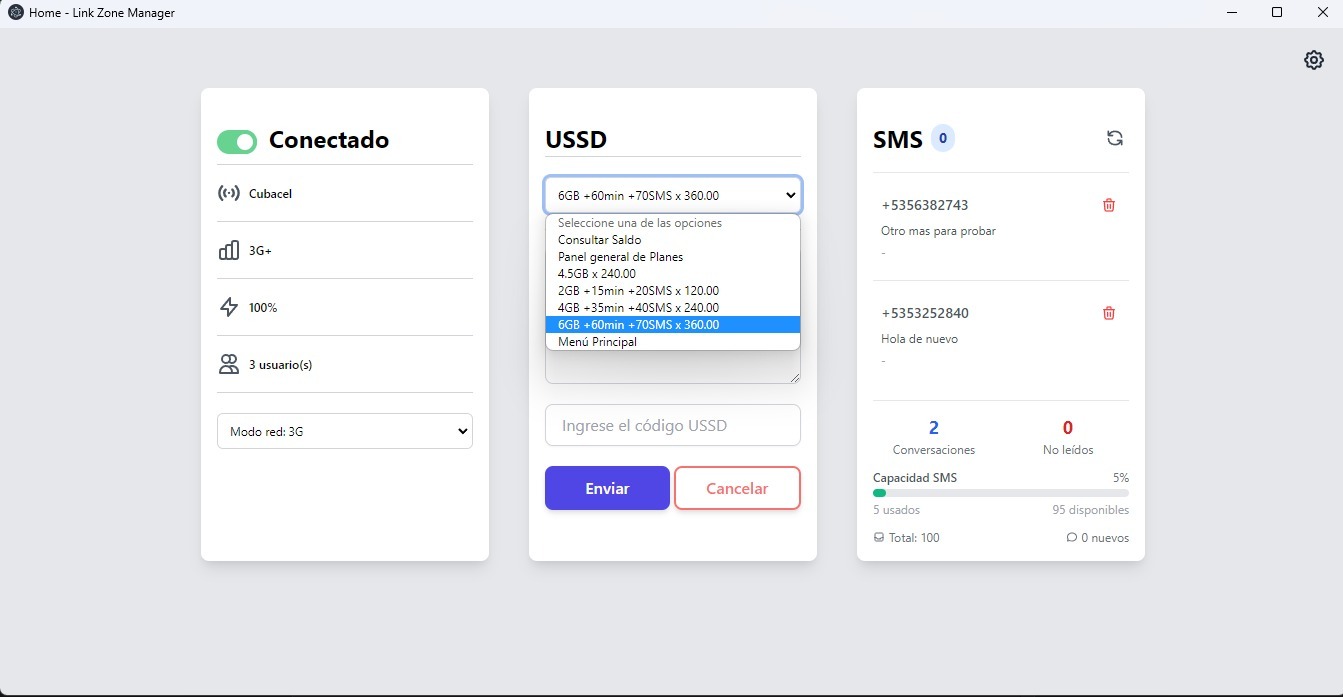 Home - Link Zone Manager
Conectado
Cubacel
3G+
100%
3 usuario(s)
Modo red: 3G
USSD
6GB +60min +70SMS x 360.00
Seleccione una de las opciones
Consultar Saldo
Panel general de Planes
4.5GB x 240.00
2GB +15min +20SMS x 120.00
4GB +35min +40SMS x 240.00
6GB +60min +70SMS x 360.00
Menú Principal
Ingrese el código USSD
Enviar
Cancelar
SMS 0
+5356382743
Otro mas para probar
-
+5353252840
Hola de nuevo
-
2
Conversaciones
0
No leídos
Capacidad SMS 5%
5 usados 95 disponibles
Total: 100 0 nuevos